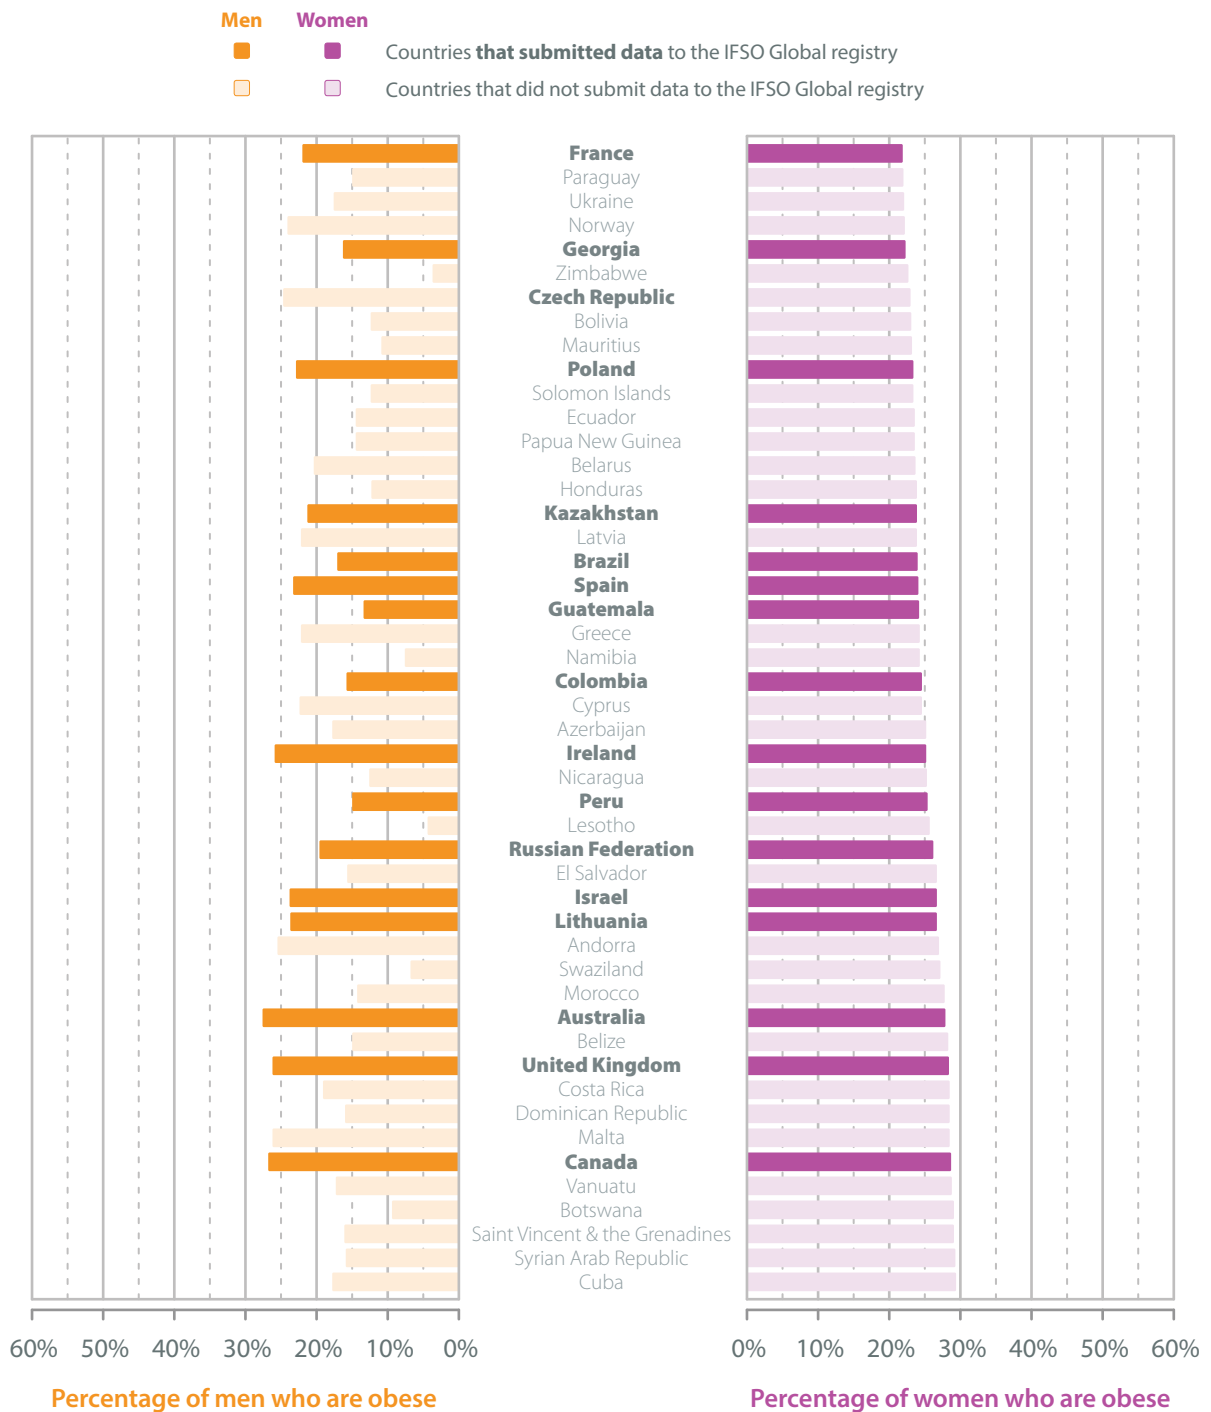 Men Women
Countries that submitted data to the IFSO Global registry
Countries that did not submit data to the IFSO Global registry
France
Paraguay
Ukraine
Norway
Georgia
Zimbabwe
Czech Republic
Bolivia
Mauritius
Poland
Solomon Islands
Ecuador
Papua New Guinea
Belarus
Honduras
Kazakhstan
Latvia
Brazil
Spain
Guatemala
Greece
Namibia
Colombia
Cyprus
Azerbaijan
Ireland
Nicaragua
Peru
Lesotho
Russian Federation
El Salvador
Israel
Lithuania
Andorra
Swaziland
Morocco
Australia
Belize
United Kingdom
Costa Rica
Dominican Republic
Malta
Canada
Vanuatu
Botswana
Saint Vincent & the Grenadines
Syrian Arab Republic
Cuba
60% 50% 40% 30% 20% 10% 0% 0% 10% 20% 30% 40% 50% 60%
Percentage of men who are obese Percentage of women who are obese